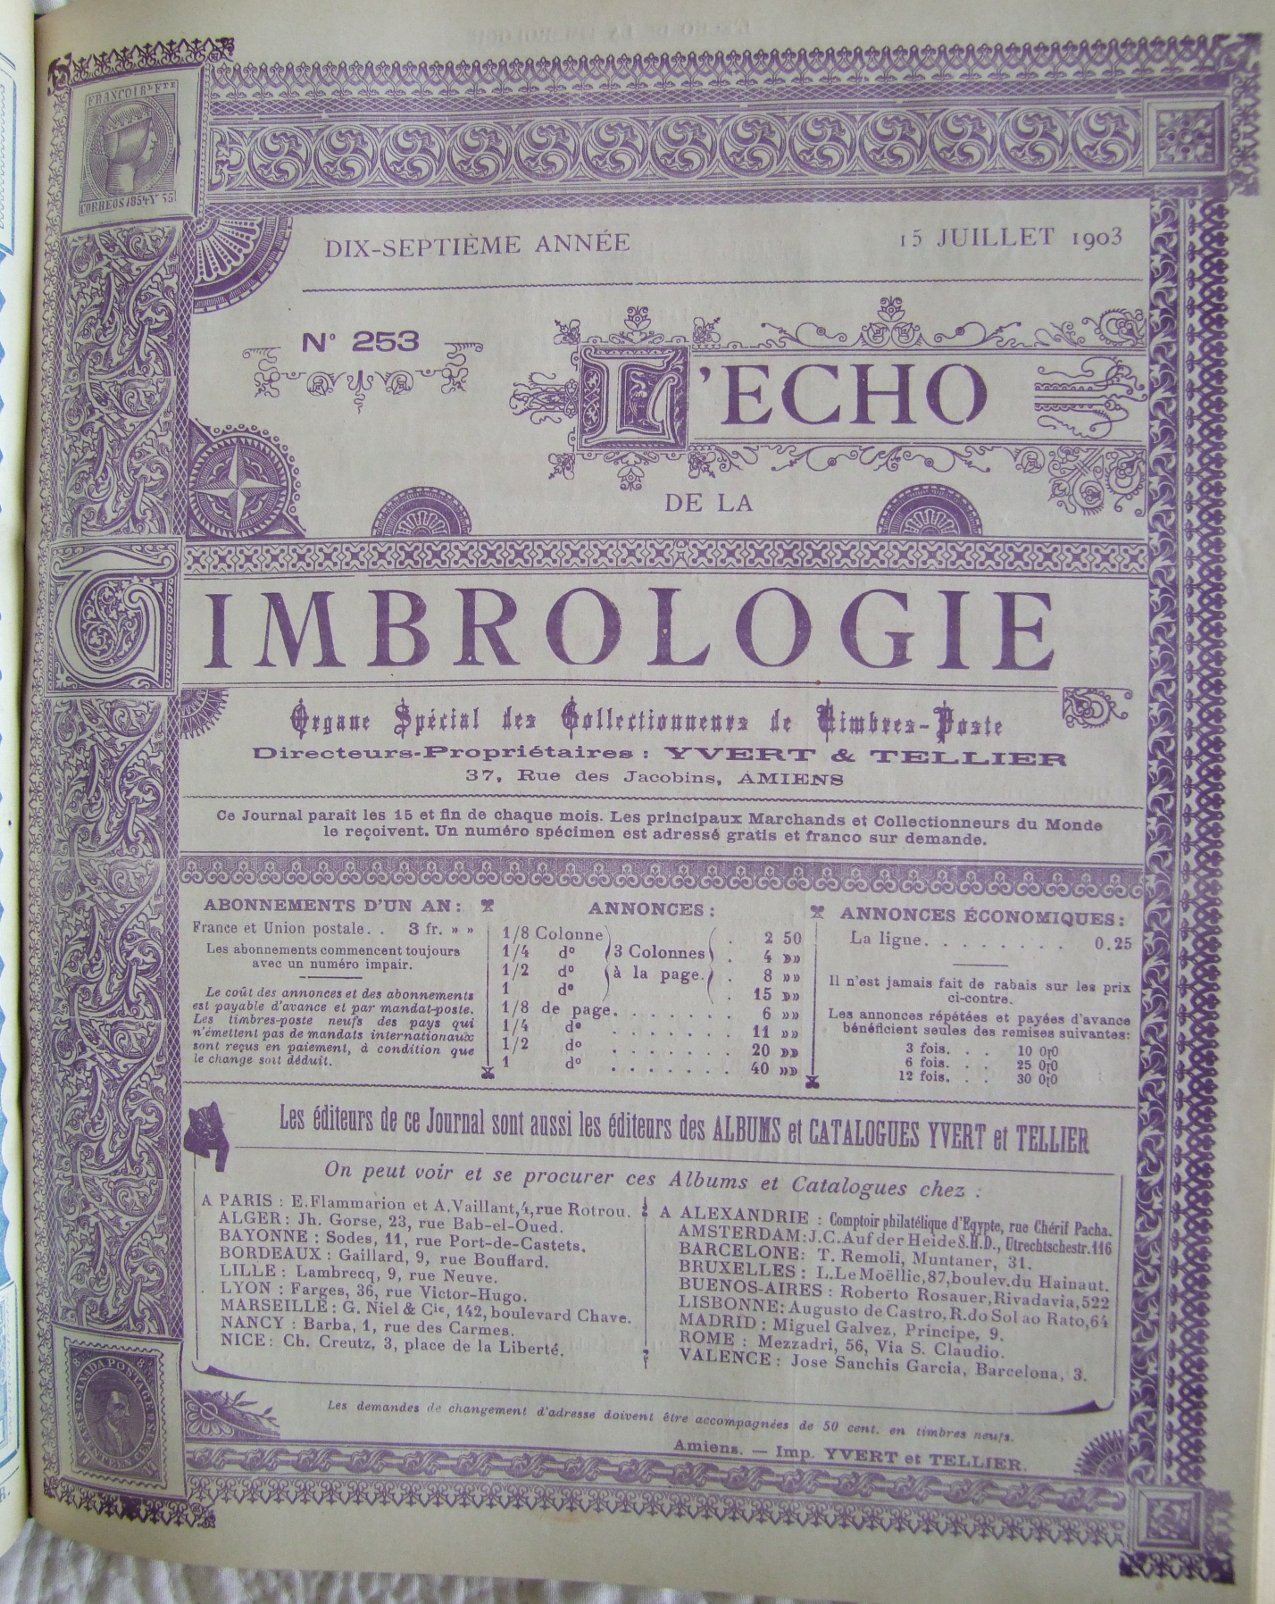 FRANCO 1Rl. FTE
CORREOS 1854 Y 55
DIX-SEPTIÈME ANNÉE
15 JUILLET 1903
N° 253
L'ECHO
DE LA
TIMBROLOGIE
Organe Spécial des Collectionneurs de Timbres-Poste
Directeurs-Propriétaires : YVERT & TELLIER
37, Rue des Jacobins, AMIENS
Ce Journal paraît les 15 et fin de chaque mois. Les principaux Marchands et Collectionneurs du Monde
le reçoivent. Un numéro spécimen est adressé gratis et franco sur demande.
ABONNEMENTS D'UN AN :
France et Union postale. . 3 fr. » »
Les abonnements commencent toujours
avec un numéro impair.
Le coût des annonces et des abonnements
est payable d'avance et par mandat-poste.
Les timbres-poste neufs des pays qui
n'émettent pas de mandats internationaux
sont reçus en paiement, à condition que
le change soit déduit.
ANNONCES :
1/8 Colonne . 2 50
1/4 d° 3 Colonnes . 4 »»
1/2 d° à la page. . 8 »»
1 d° . 15 »»
1/8 de page. . . . . . . 6 »»
1/4 d° . . . . . . . 11 »»
1/2 d° . . . . . . . 20 »»
1 d° . . . . . . . 40 »»
ANNONCES ÉCONOMIQUES :
La ligne. . . . . . . . 0.25
Il n'est jamais fait de rabais sur les prix
ci-contre.
Les annonces répétées et payées d'avance
bénéficient seules des remises suivantes:
3 fois. . . 10 0/0
6 fois. . . 25 0/0
12 fois. . . 30 0/0
Les éditeurs de ce Journal sont aussi les éditeurs des ALBUMS et CATALOGUES YVERT et TELLIER
On peut voir et se procurer ces Albums et Catalogues chez :
A PARIS : E. Flammarion et A. Vaillant, 4, rue Rotrou.
ALGER : Jh. Gorse, 23, rue Bab-el-Oued.
BAYONNE : Sodes, 11, rue Port-de-Castets.
BORDEAUX : Gaillard, 9, rue Bouffard.
LILLE : Lambrecq, 9, rue Neuve.
LYON : Farges, 36, rue Victor-Hugo.
MARSEILLE : G. Niel & Cie, 142, boulevard Chave.
NANCY : Barba, 1, rue des Carmes.
NICE : Ch. Creutz, 3, place de la Liberté.
A ALEXANDRIE : Comptoir philatélique d'Egypte, rue Chérif Pacha.
AMSTERDAM : J.C. Auf der Heide S.H.D., Utrechtschestr. 116
BARCELONE : T. Remoli, Muntaner, 31.
BRUXELLES : L. Le Moëllic, 87, boulev. du Hainaut.
BUENOS-AIRES : Roberto Rosauer, Rivadavia, 522
LISBONNE : Augusto de Castro, R. do Sol ao Rato, 64
MADRID : Miguel Galvez, Principe, 9.
ROME : Mezzadri, 56, Via S. Claudio.
VALENCE : Jose Sanchis Garcia, Barcelona, 3.
CANADA POSTAGE
Les demandes de changement d'adresse doivent être accompagnées de 50 cent. en timbres neufs.
Amiens. — Imp. YVERT et TELLIER.